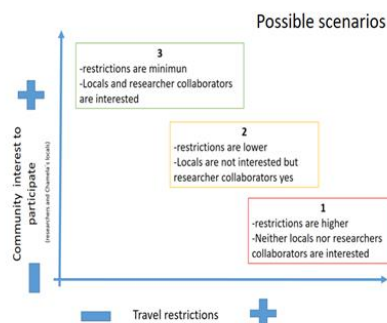 Possible scenarios
3
-restrictions are minimun
-Locals and researcher collaborators
are interested
2
-restrictions are lower
-Locals are not interested but
researcher collaborators yes
1
-restrictions are higher
-Neither locals nor researchers
collaborators are interested
Community interest to
participate
(researchers and Chamela´s locals)
Travel restrictions